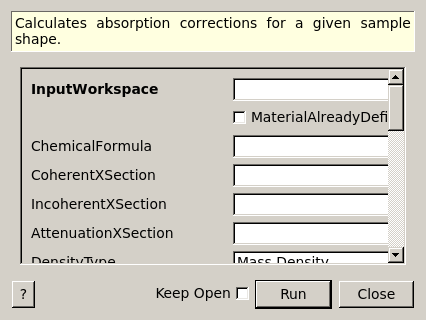 Calculates absorption corrections for a given sample
shape.
InputWorkspace
MaterialAlreadyDefi
ChemicalFormula
CoherentXSection
IncoherentXSection
AttenuationXSection
DensityType Mass Density
? Keep Open Run Close